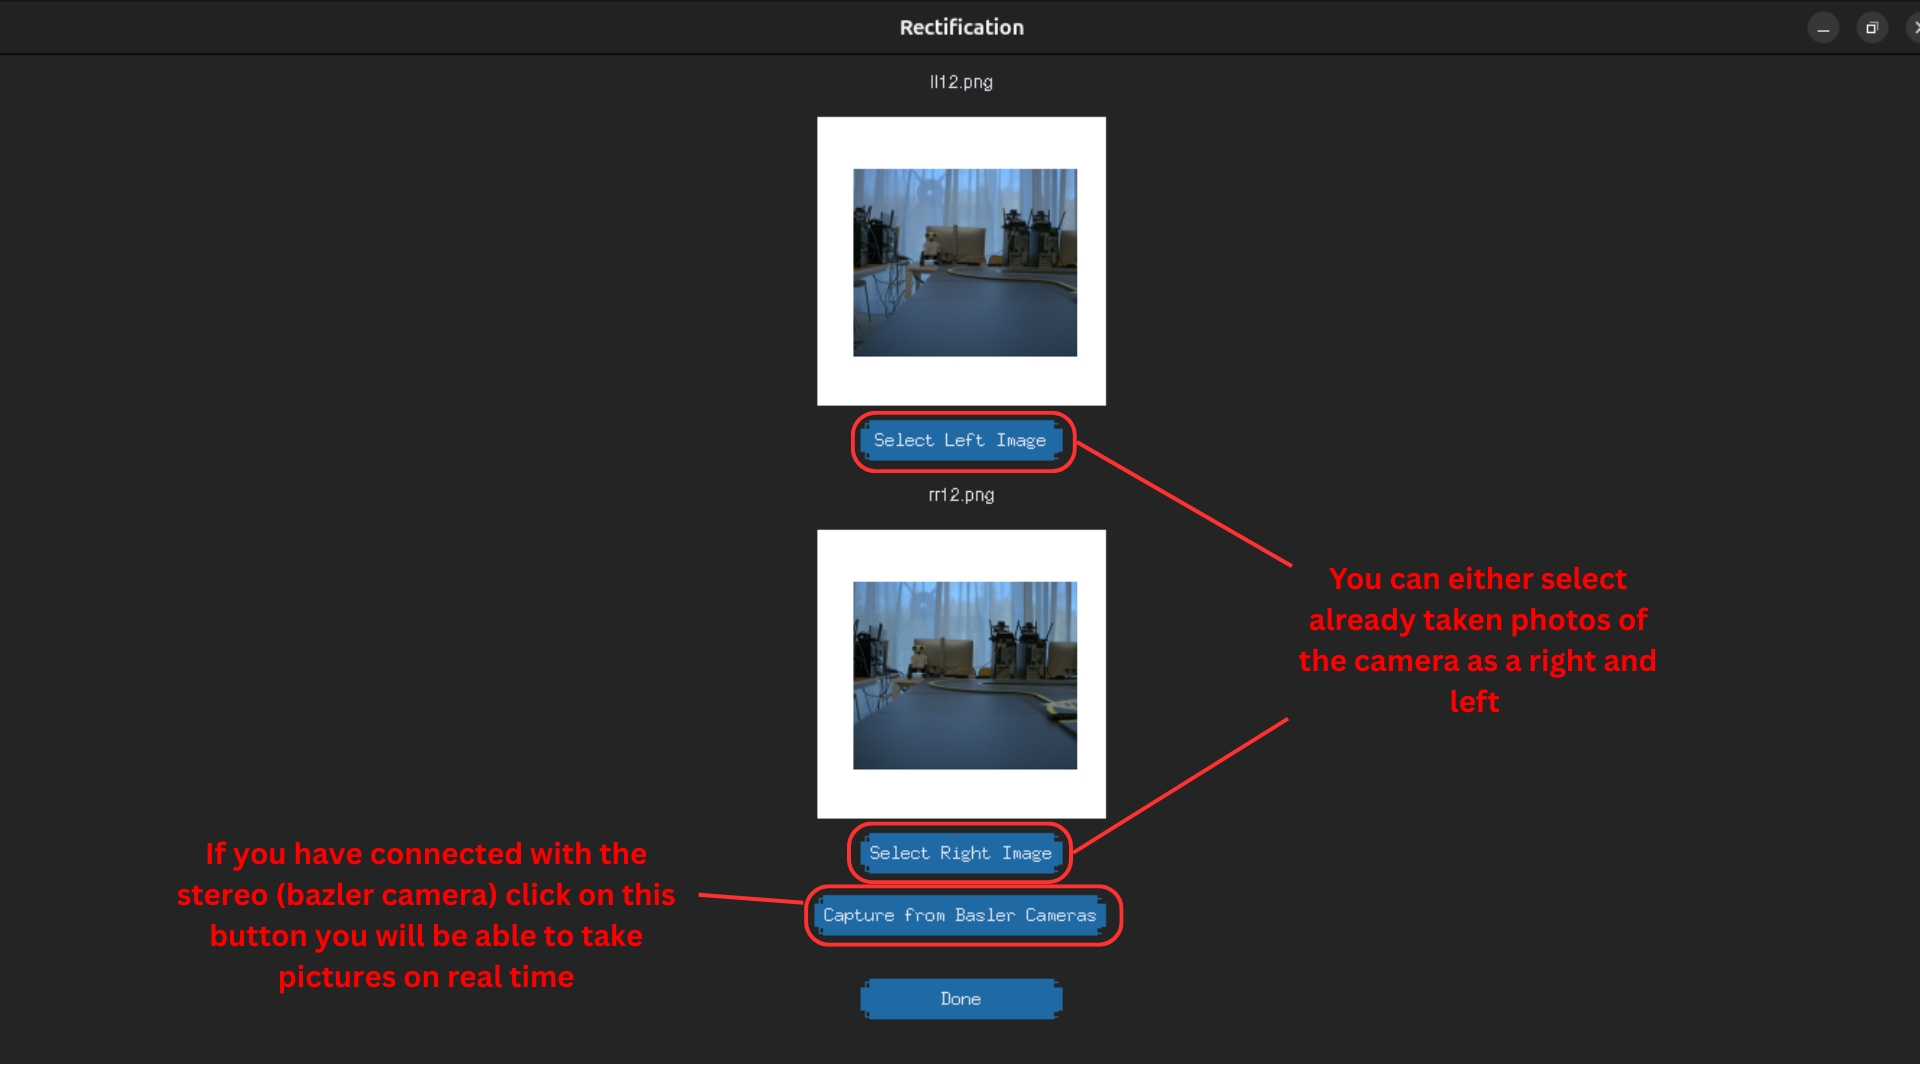 Rectification
ll12.png
Select Left Image
rr12.png
You can either select
already taken photos of
the camera as a right and
left
Select Right Image
If you have connected with the
stereo (bazler camera) click on this
button you will be able to take
pictures on real time
Capture from Basler Cameras
Done